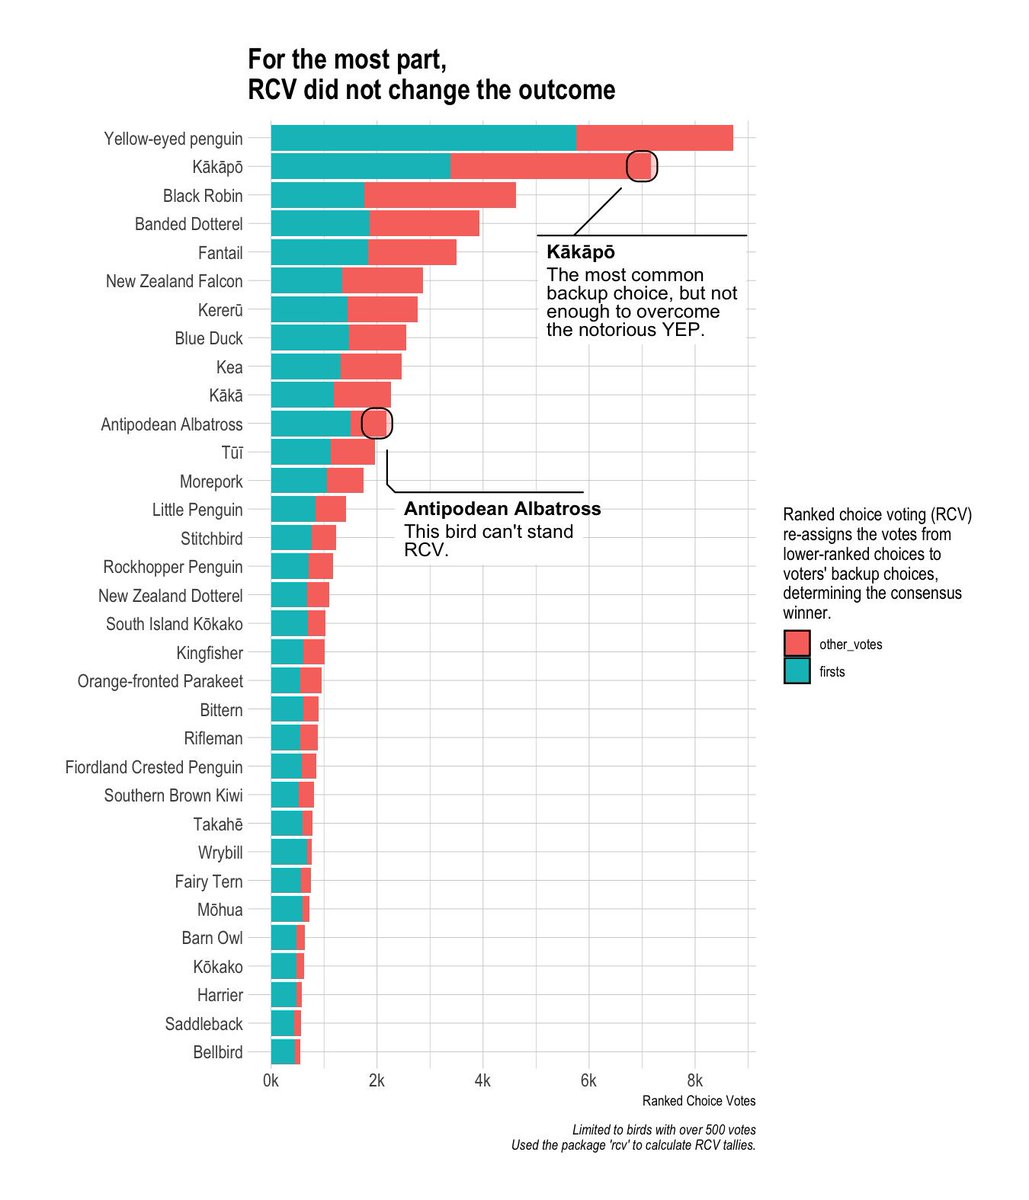 For the most part,
RCV did not change the outcome
Yellow-eyed penguin
Kākāpō
Black Robin
Banded Dotterel
Fantail
New Zealand Falcon
Kererū
Blue Duck
Kea
Kākā
Antipodean Albatross
Tūī
Morepork
Little Penguin
Stitchbird
Rockhopper Penguin
New Zealand Dotterel
South Island Kōkako
Kingfisher
Orange-fronted Parakeet
Bittern
Rifleman
Fiordland Crested Penguin
Southern Brown Kiwi
Takahē
Wrybill
Fairy Tern
Mōhua
Barn Owl
Kōkako
Harrier
Saddleback
Bellbird
Kākāpō
The most common
backup choice, but not
enough to overcome
the notorious YEP.
Antipodean Albatross
This bird can't stand
RCV.
Ranked choice voting (RCV)
re-assigns the votes from
lower-ranked choices to
voters' backup choices,
determining the consensus
winner.
other_votes
firsts
0k 2k 4k 6k 8k
Ranked Choice Votes
Limited to birds with over 500 votes
Used the package 'rcv' to calculate RCV tallies.